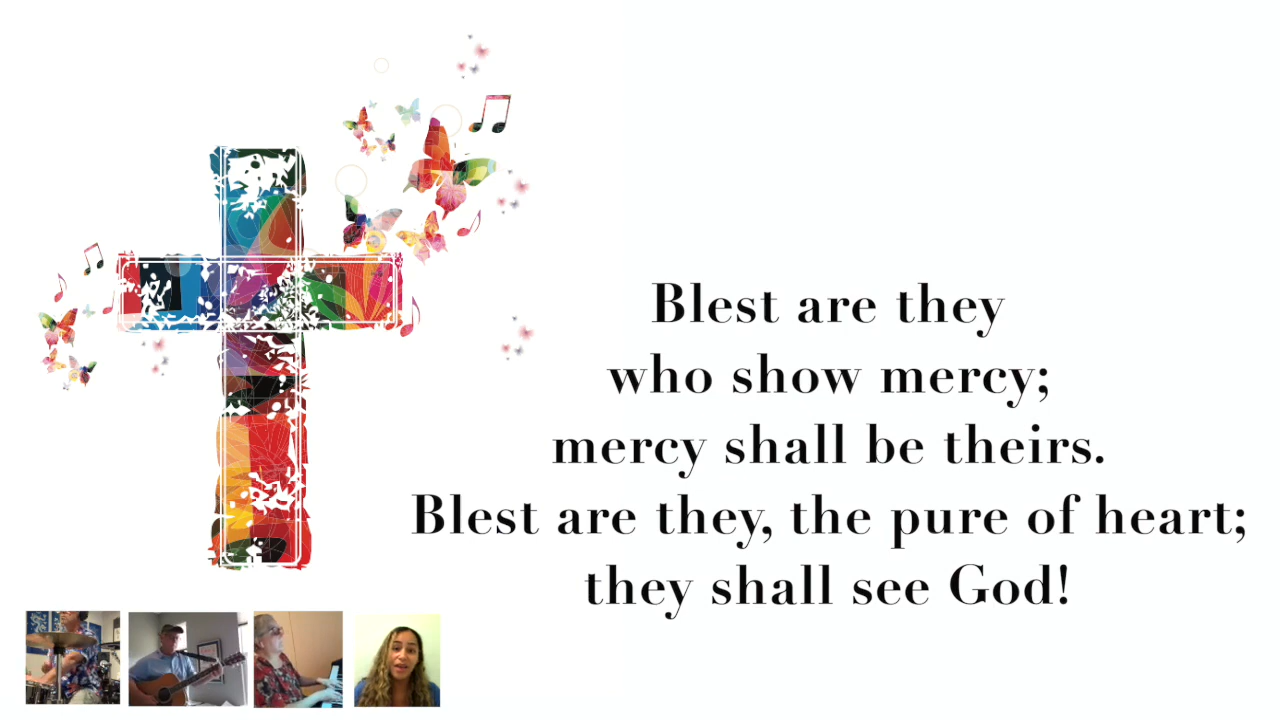 Blest are they
who show mercy;
mercy shall be theirs.
Blest are they, the pure of heart;
they shall see God!